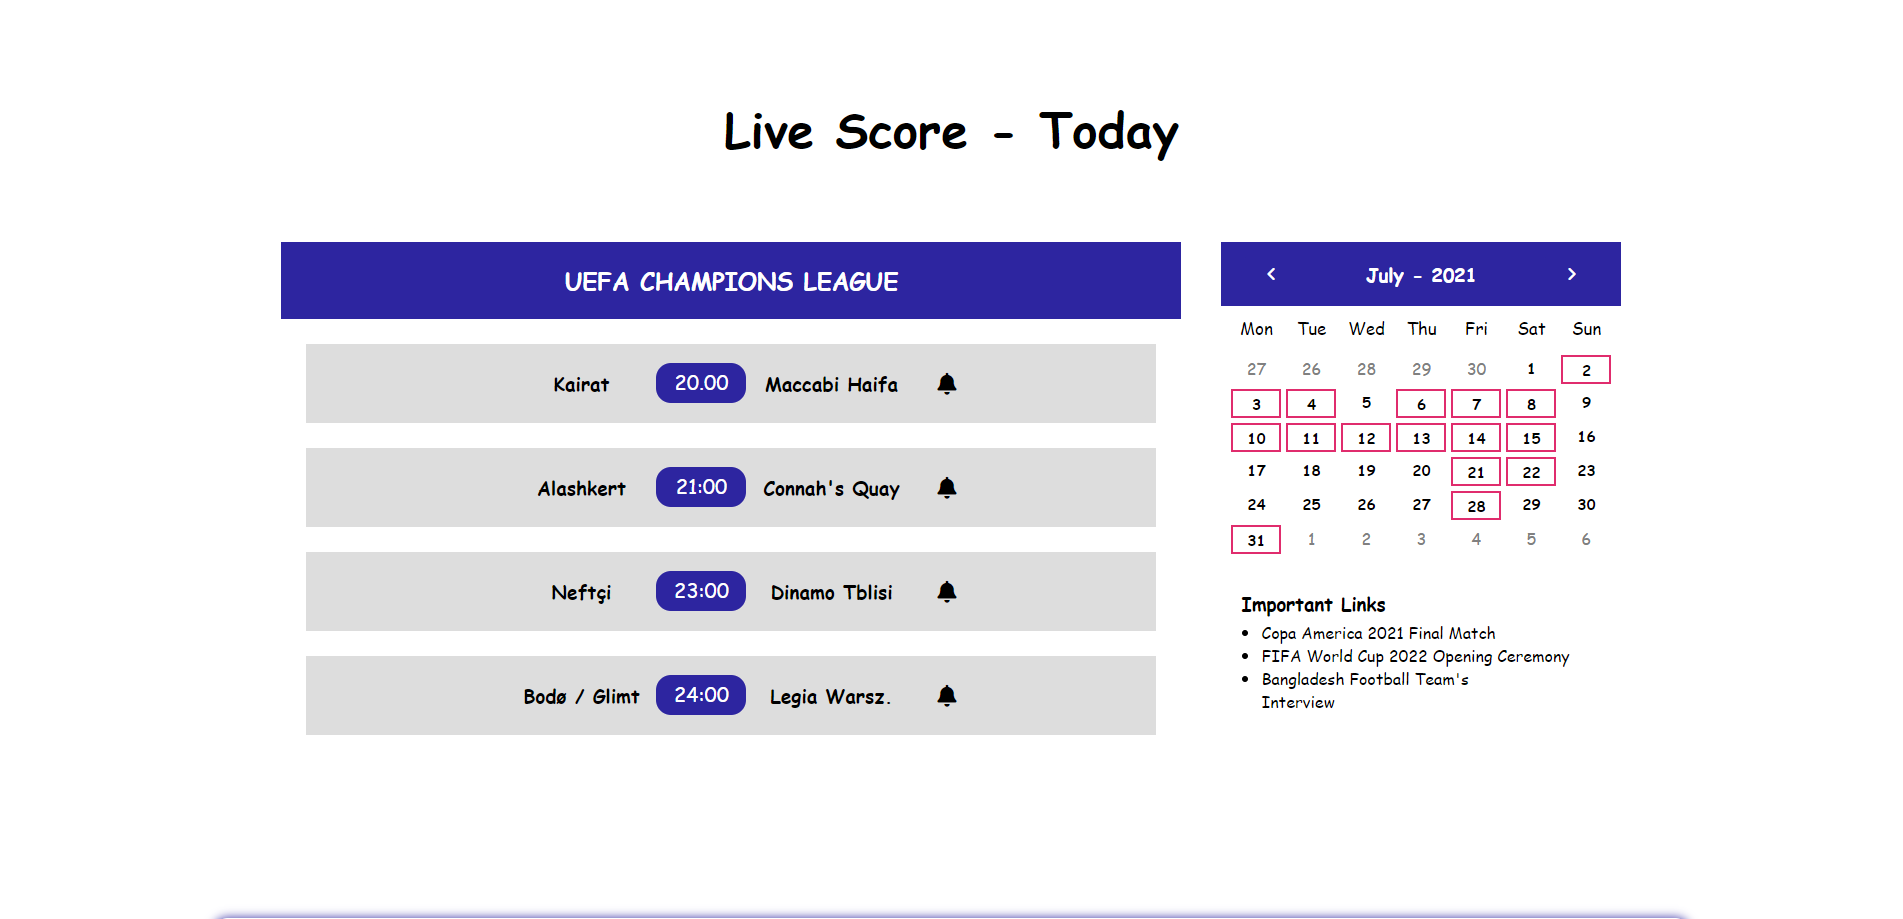 Live Score - Today
UEFA CHAMPIONS LEAGUE
Kairat 20.00 Maccabi Haifa
Alashkert 21:00 Connah's Quay
Neftçi 23:00 Dinamo Tblisi
Bodø / Glimt 24:00 Legia Warsz.
July - 2021
Mon Tue Wed Thu Fri Sat Sun
27 26 28 29 30 1 2
3 4 5 6 7 8 9
10 11 12 13 14 15 16
17 18 19 20 21 22 23
24 25 26 27 28 29 30
31 1 2 3 4 5 6
Important Links
• Copa America 2021 Final Match
• FIFA World Cup 2022 Opening Ceremony
• Bangladesh Football Team's
Interview